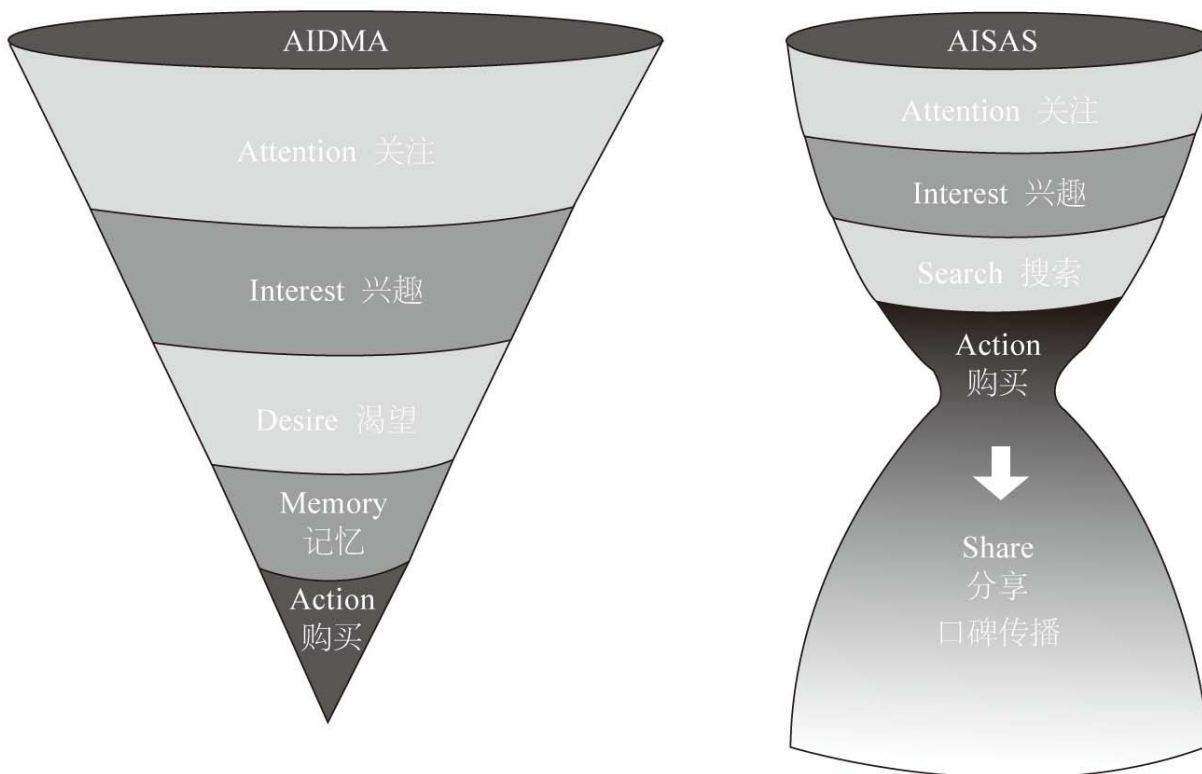 AIDMA
Attention 关注
Interest 兴趣
Desire 渴望
Memory
记忆
Action
购买
AISAS
Attention 关注
Interest 兴趣
Search 搜索
Action
购买
Share
分享
口碑传播